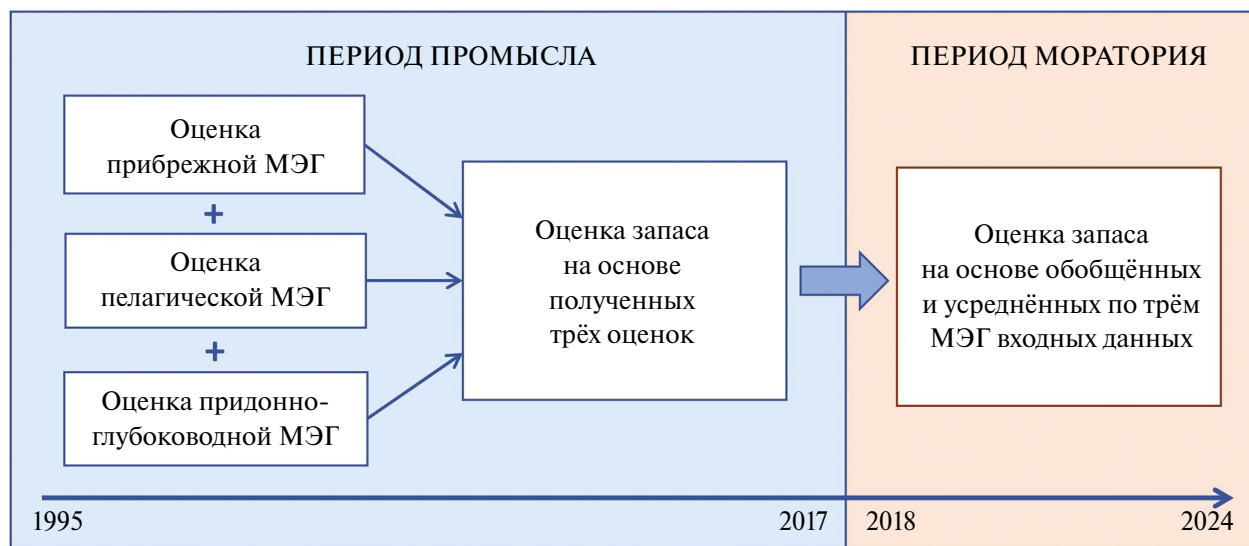 ПЕРИОД ПРОМЫСЛА
Оценка
прибрежной МЭГ
+
Оценка
пелагической МЭГ
+
Оценка придонно-
глубоководной МЭГ
Оценка запаса
на основе
полученных
трёх оценок
ПЕРИОД МОРАТОРИЯ
Оценка запаса
на основе обобщённых
и усреднённых по трём
МЭГ входных данных
1995
2017
2018
2024